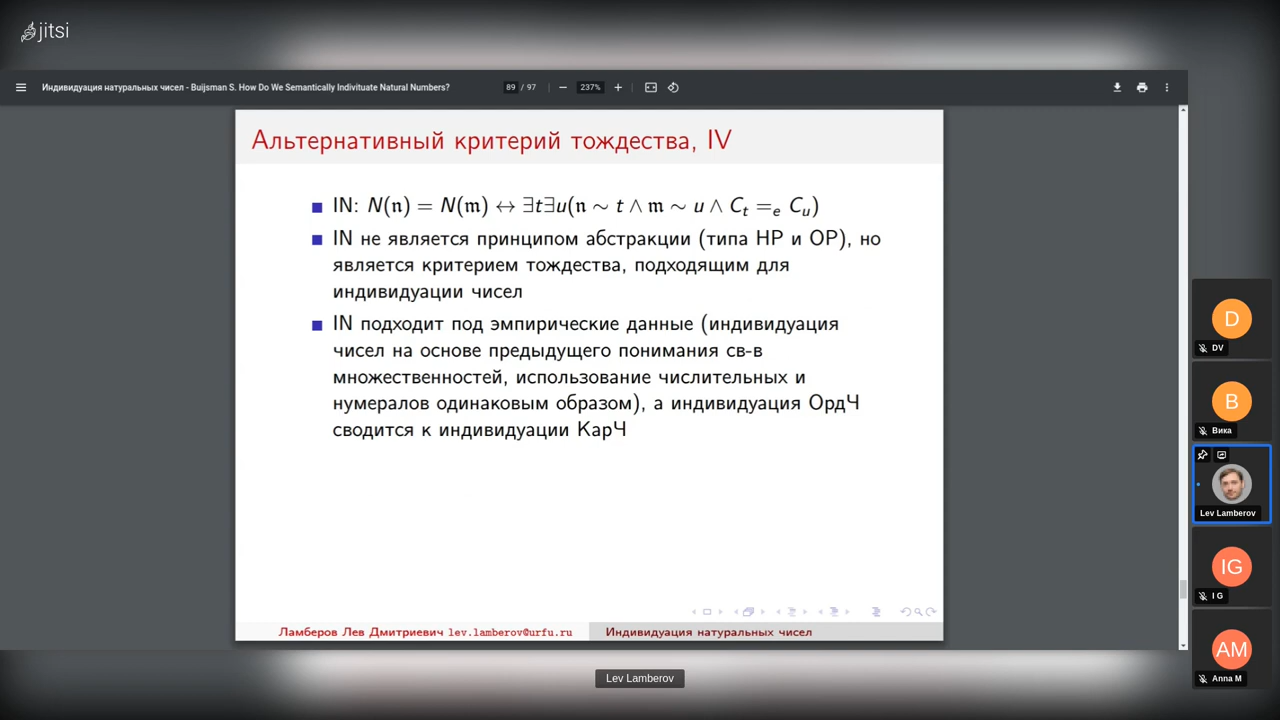 jitsi
Индивидуация натуральных чисел - Buijsman S. How Do We Semantically Indivituate Natural Numbers?
89 / 97
237%
Альтернативный критерий тождества, IV
IN: N(𝔫) = N(𝔪) ↔ ∃t∃u(𝔫 ∼ t ∧ 𝔪 ∼ u ∧ Cₜ =ₑ Cᵤ)
IN не является принципом абстракции (типа HP и OP), но
является критерием тождества, подходящим для
индивидуации чисел
IN подходит под эмпирические данные (индивидуация
чисел на основе предыдущего понимания св-в
множественностей, использование числительных и
нумералов одинаковым образом), а индивидуация ОрдЧ
сводится к индивидуации КарЧ
Ламберов Лев Дмитриевич lev.lamberov@urfu.ru
Индивидуация натуральных чисел
D
DV
B
Вика
Lev Lamberov
IG
I G
AM
Anna M
Lev Lamberov